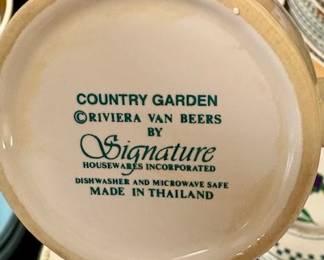 COUNTRY GARDEN
©RIVIERA VAN BEERS
BY
Signature
HOUSEWARES INCORPORATED
DISHWASHER AND MICROWAVE SAFE
MADE IN THAILAND